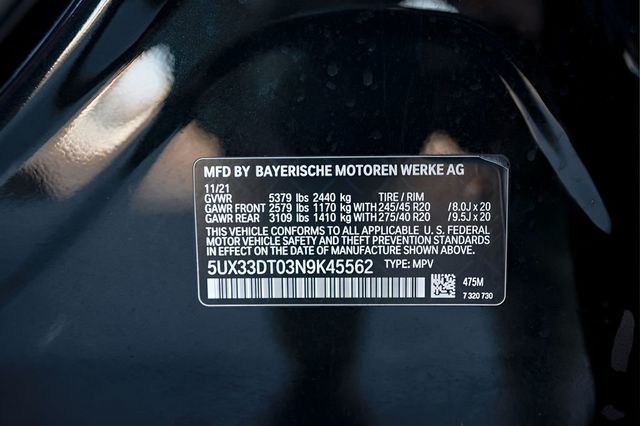 MFD BY BAYERISCHE MOTOREN WERKE AG
11/21
GVWR 5379 lbs 2440 kg TIRE / RIM
GAWR FRONT 2579 lbs 1170 kg WITH 245/45 R20 /8.0J x 20
GAWR REAR 3109 lbs 1410 kg WITH 275/40 R20 /9.5J x 20
THIS VEHICLE CONFORMS TO ALL APPLICABLE U. S. FEDERAL
MOTOR VEHICLE SAFETY AND THEFT PREVENTION STANDARDS
IN EFFECT ON THE DATE OF MANUFACTURE SHOWN ABOVE.
5UX33DT03N9K45562 TYPE: MPV
475M
7 320 730